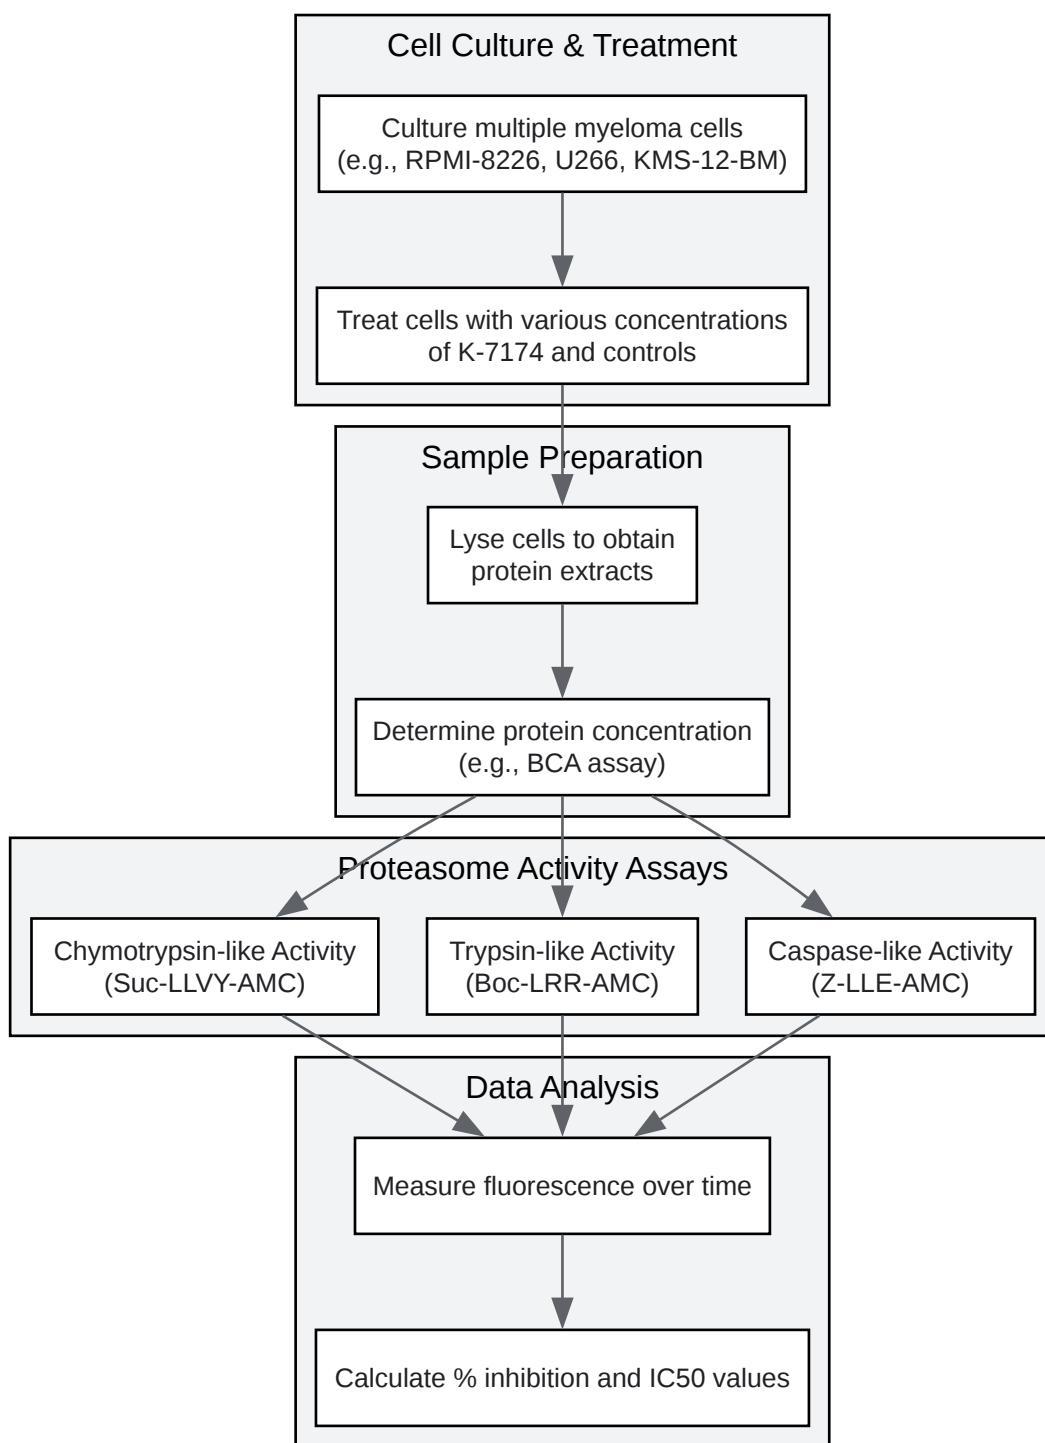 Cell Culture & Treatment
Culture multiple myeloma cells
(e.g., RPMI-8226, U266, KMS-12-BM)
Treat cells with various concentrations
of K-7174 and controls
Sample Preparation
Lyse cells to obtain
protein extracts
Determine protein concentration
(e.g., BCA assay)
Proteasome Activity Assays
Chymotrypsin-like Activity
(Suc-LLVY-AMC)
Trypsin-like Activity
(Boc-LRR-AMC)
Caspase-like Activity
(Z-LLE-AMC)
Data Analysis
Measure fluorescence over time
Calculate % inhibition and IC50 values